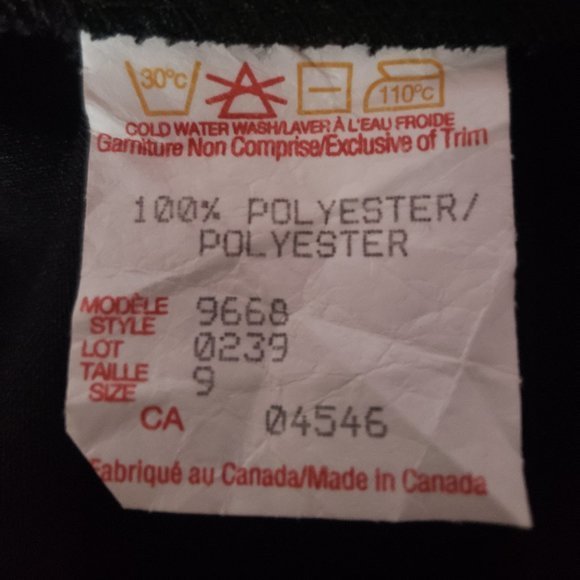 30°C
110°C
COLD WATER WASH/LAVER À L'EAU FROIDE
Garniture Non Comprise/Exclusive of Trim
100% POLYESTER/
POLYESTER
MODÈLE
STYLE 9668
LOT 0239
TAILLE
SIZE 9
CA 04546
Fabriqué au Canada/Made in Canada